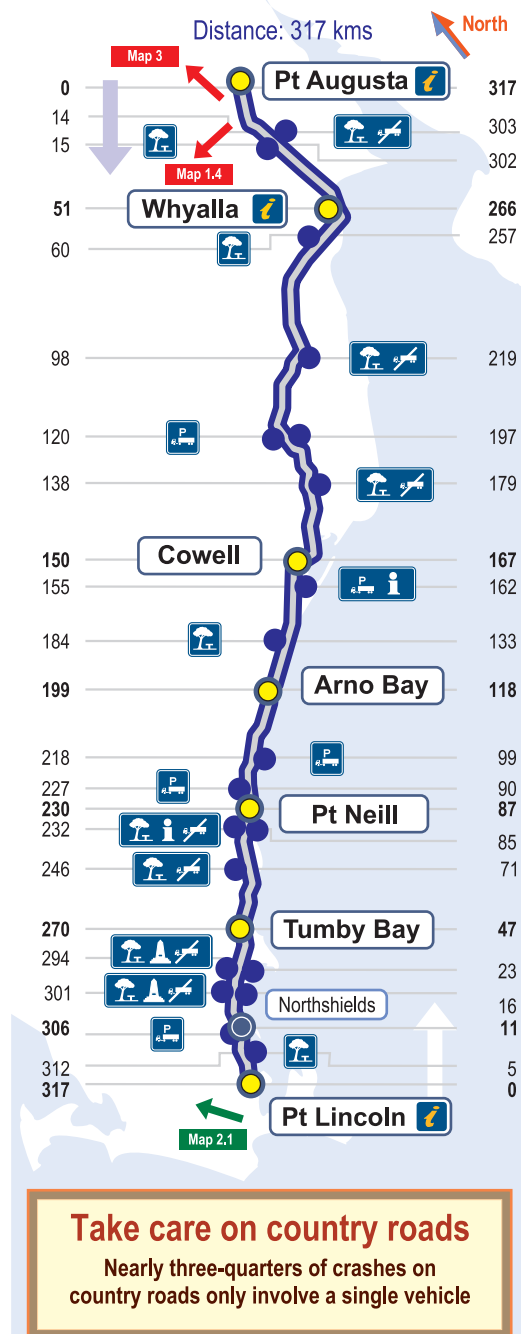 Distance: 317 kms
North
Map 3
0
Pt Augusta i
317
14
303
15
302
Map 1.4
51
Whyalla i
266
60
257
98
219
P
120
197
138
179
150
Cowell
167
155
P i
162
184
133
199
Arno Bay
118
218
P
99
227
P
90
230
Pt Neill
87
232
i
85
246
71
270
Tumby Bay
47
294
23
301
Northshields
16
306
P
11
312
5
317
0
Pt Lincoln i
Map 2.1
Take care on country roads
Nearly three-quarters of crashes on
country roads only involve a single vehicle